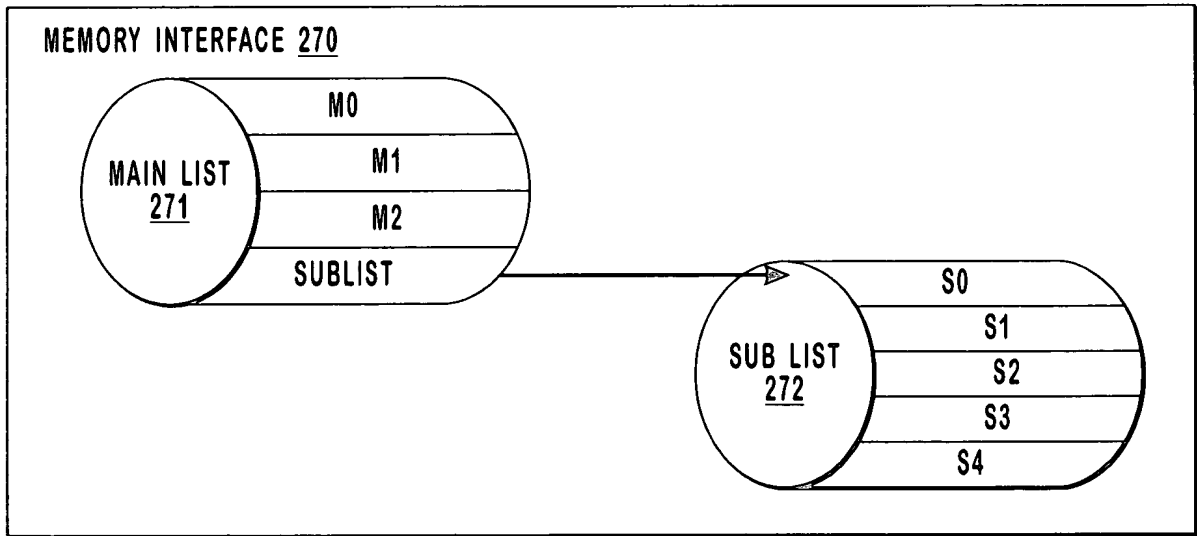 MEMORY INTERFACE 270
MAIN LIST
271
M0
M1
M2
SUBLIST
SUB LIST
272
S0
S1
S2
S3
S4